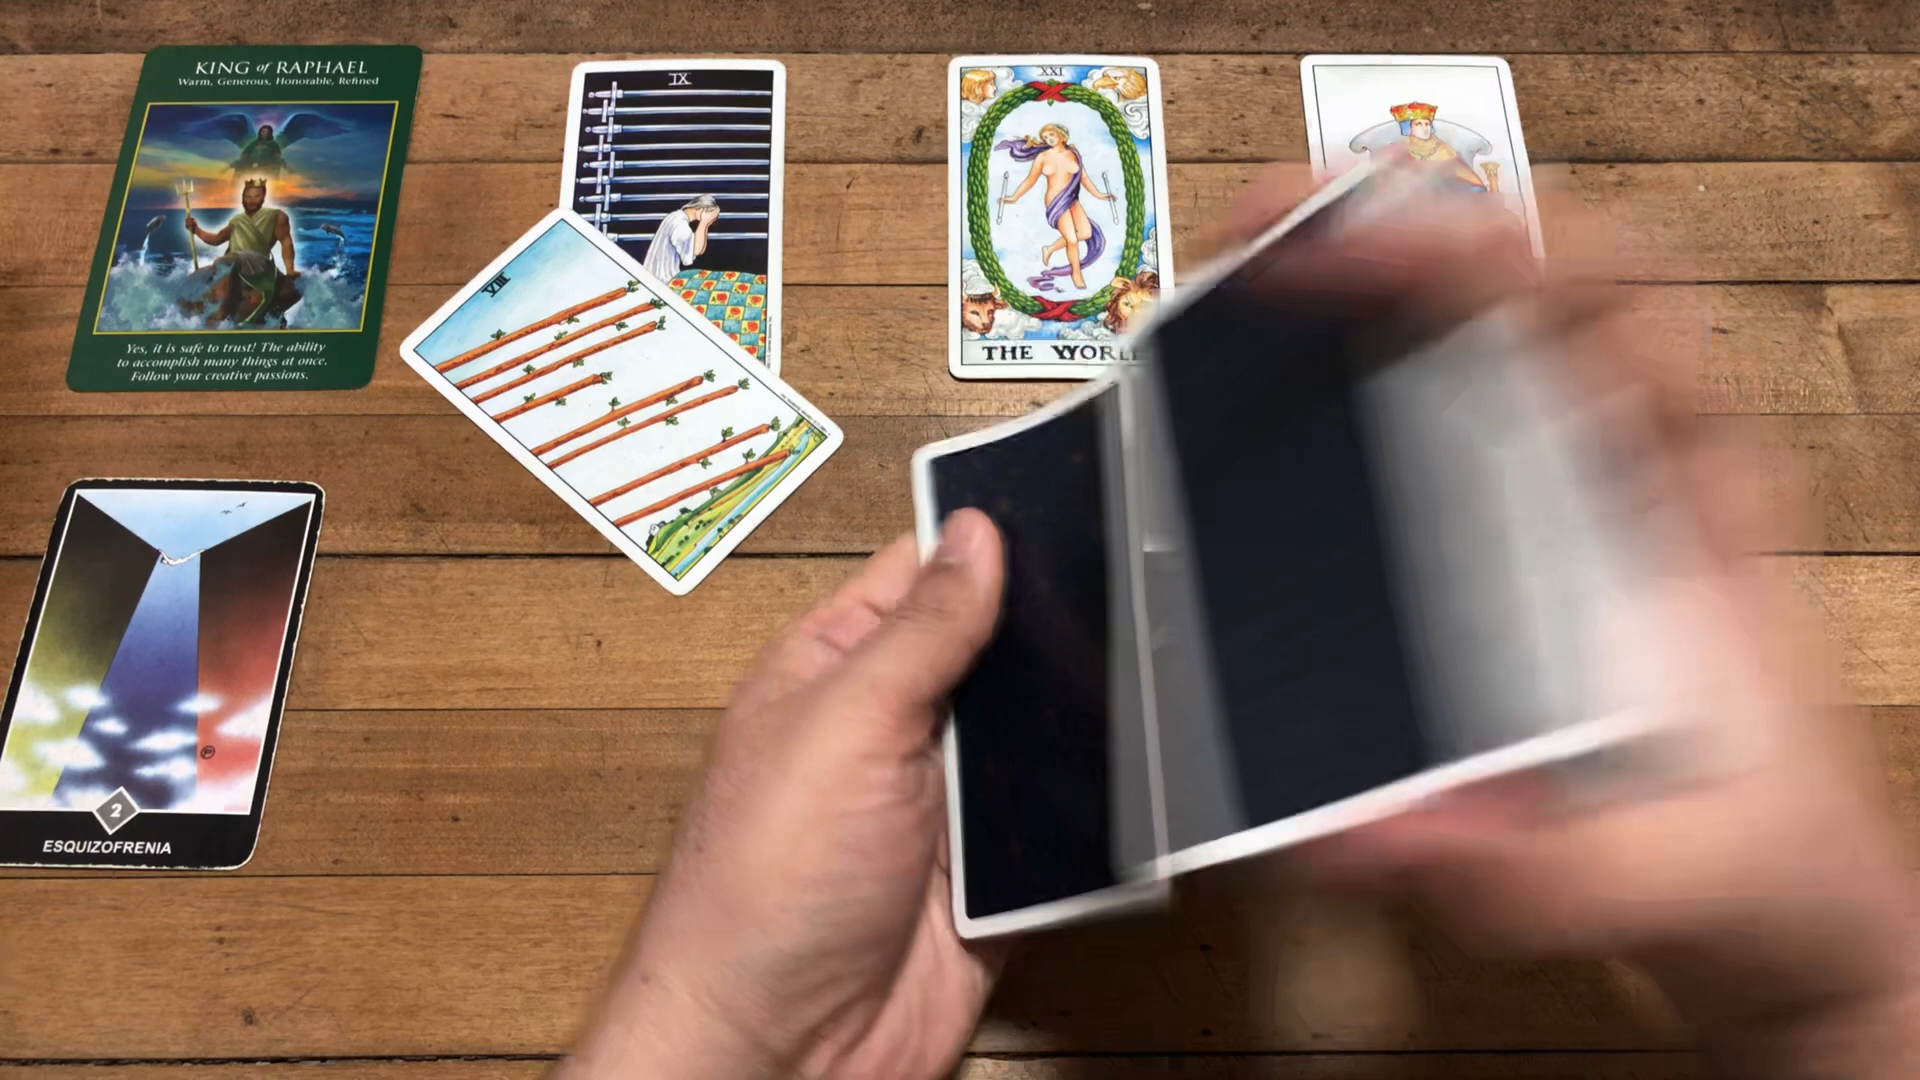 KING of RAPHAEL
Warm, Generous, Honorable, Refined
Yes, it is safe to trust! The ability
to accomplish many things at once.
Follow your creative passions.
IX
VIII
XXI
THE WORL
2
ESQUIZOFRENIA